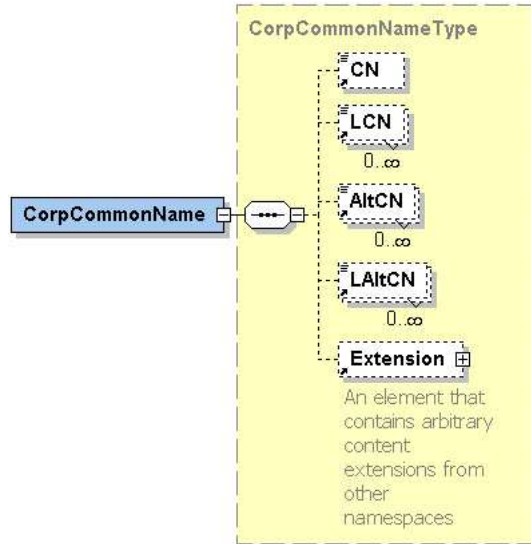 CorpCommonNameType
CN
LCN
0..∞
CorpCommonName
AltCN
0..∞
LAltCN
0..∞
Extension
An element that
contains arbitrary
content
extensions from
other
namespaces